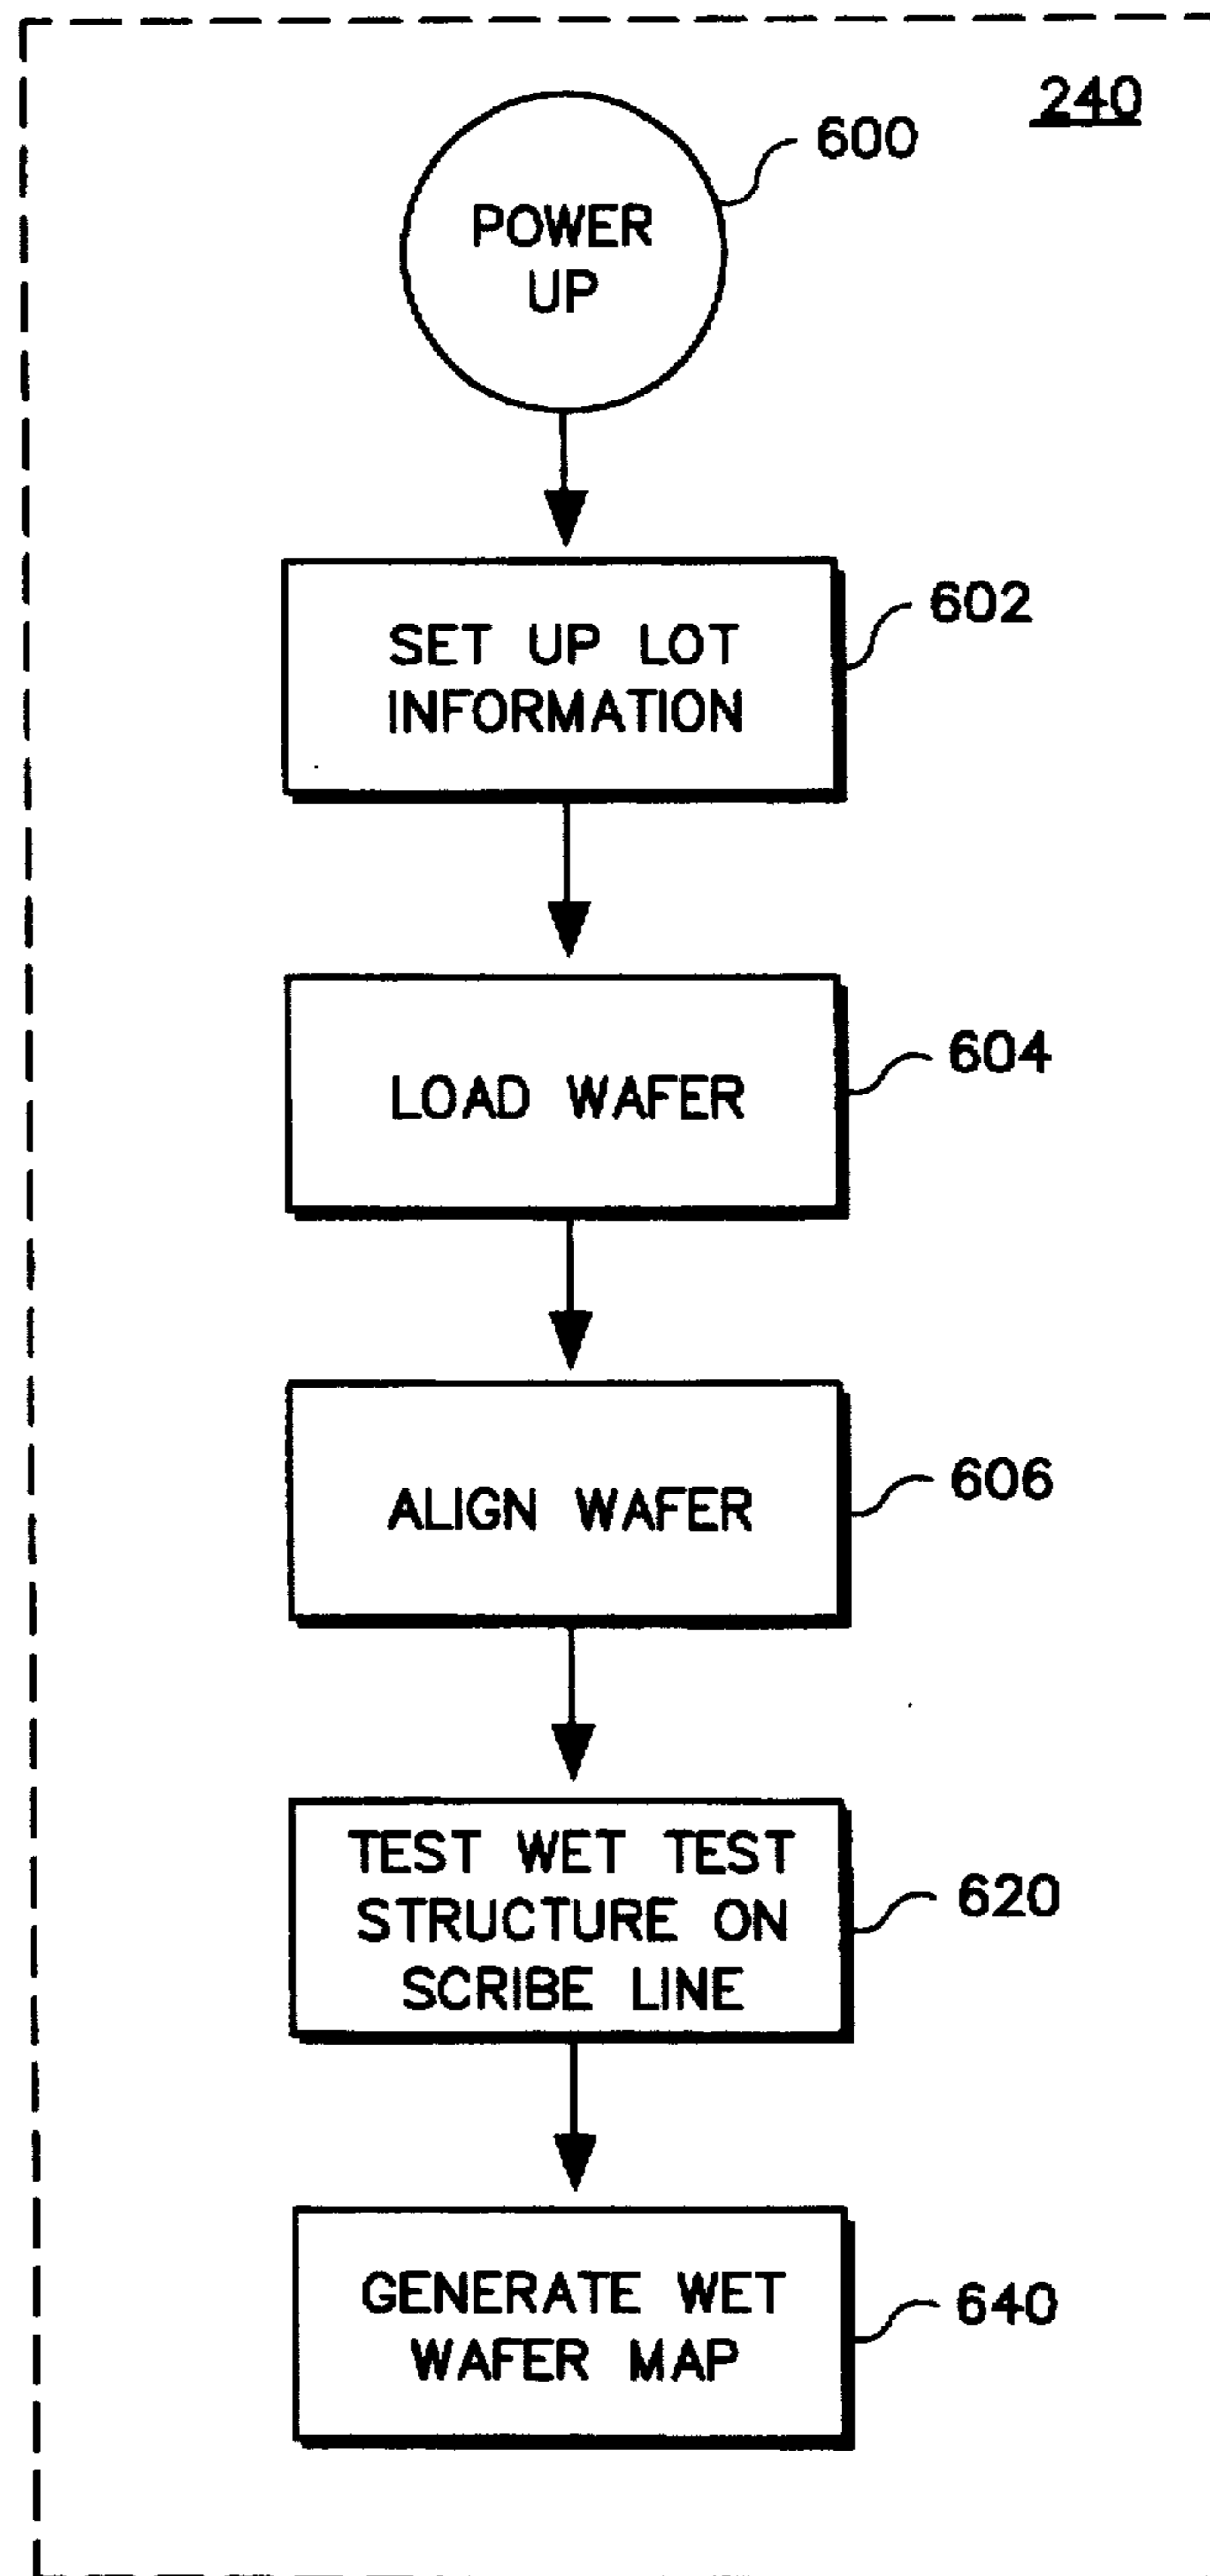 240
600
POWER
UP
602
SET UP LOT
INFORMATION
604
LOAD WAFER
606
ALIGN WAFER
620
TEST WET TEST
STRUCTURE ON
SCRIBE LINE
640
GENERATE WET
WAFER MAP